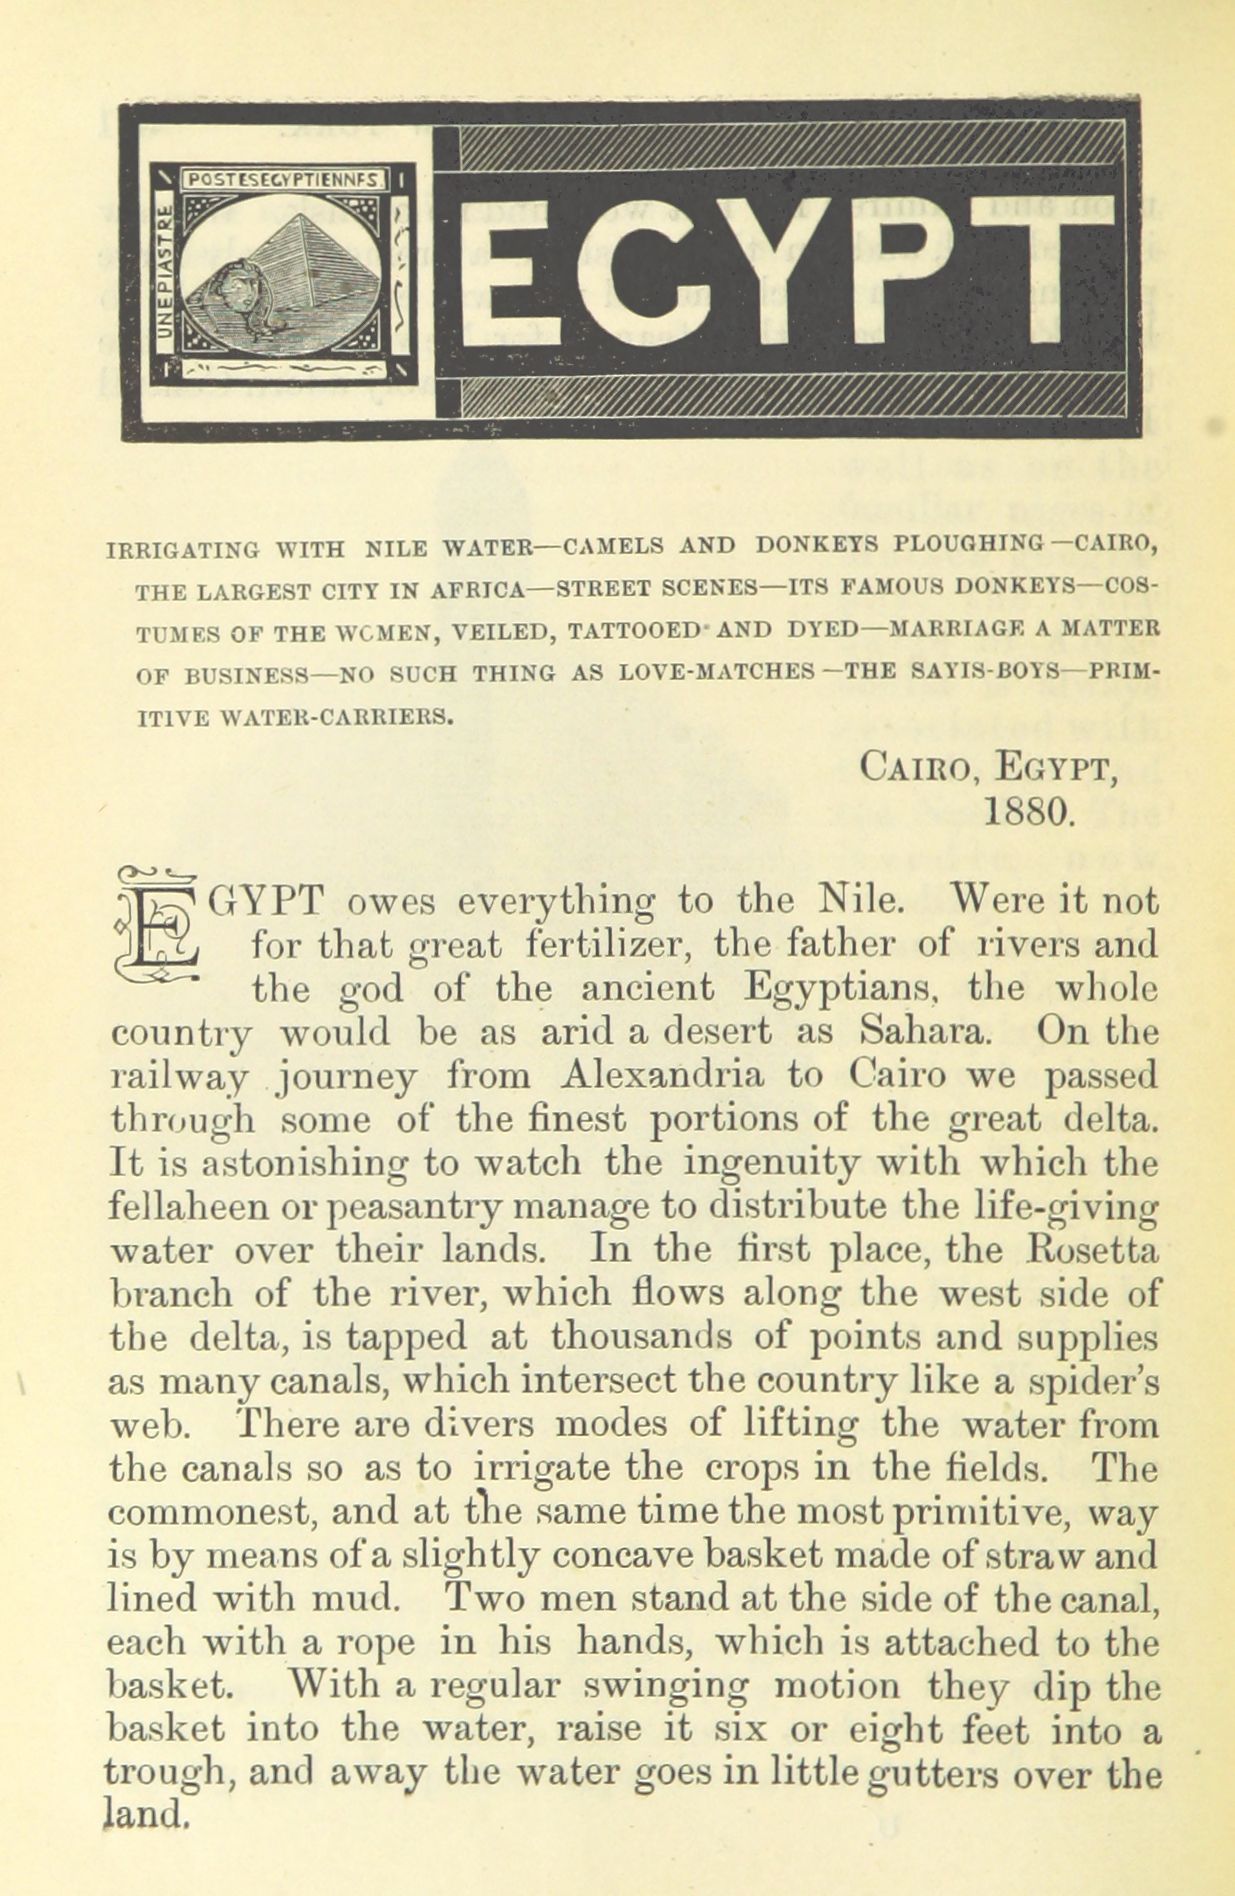 POSTES EGYPTIENNES
UNE PIASTRE
EGYPT
IRRIGATING WITH NILE WATER—CAMELS AND DONKEYS PLOUGHING—CAIRO,
THE LARGEST CITY IN AFRICA—STREET SCENES—ITS FAMOUS DONKEYS—COS-
TUMES OF THE WOMEN, VEILED, TATTOOED AND DYED—MARRIAGE A MATTER
OF BUSINESS—NO SUCH THING AS LOVE-MATCHES—THE SAYIS-BOYS—PRIM-
ITIVE WATER-CARRIERS.
CAIRO, EGYPT,
1880.
EGYPT owes everything to the Nile. Were it not
for that great fertilizer, the father of rivers and
the god of the ancient Egyptians, the whole
country would be as arid a desert as Sahara. On the
railway journey from Alexandria to Cairo we passed
through some of the finest portions of the great delta.
It is astonishing to watch the ingenuity with which the
fellaheen or peasantry manage to distribute the life-giving
water over their lands. In the first place, the Rosetta
branch of the river, which flows along the west side of
the delta, is tapped at thousands of points and supplies
as many canals, which intersect the country like a spider's
web. There are divers modes of lifting the water from
the canals so as to irrigate the crops in the fields. The
commonest, and at the same time the most primitive, way
is by means of a slightly concave basket made of straw and
lined with mud. Two men stand at the side of the canal,
each with a rope in his hands, which is attached to the
basket. With a regular swinging motion they dip the
basket into the water, raise it six or eight feet into a
trough, and away the water goes in little gutters over the
land.